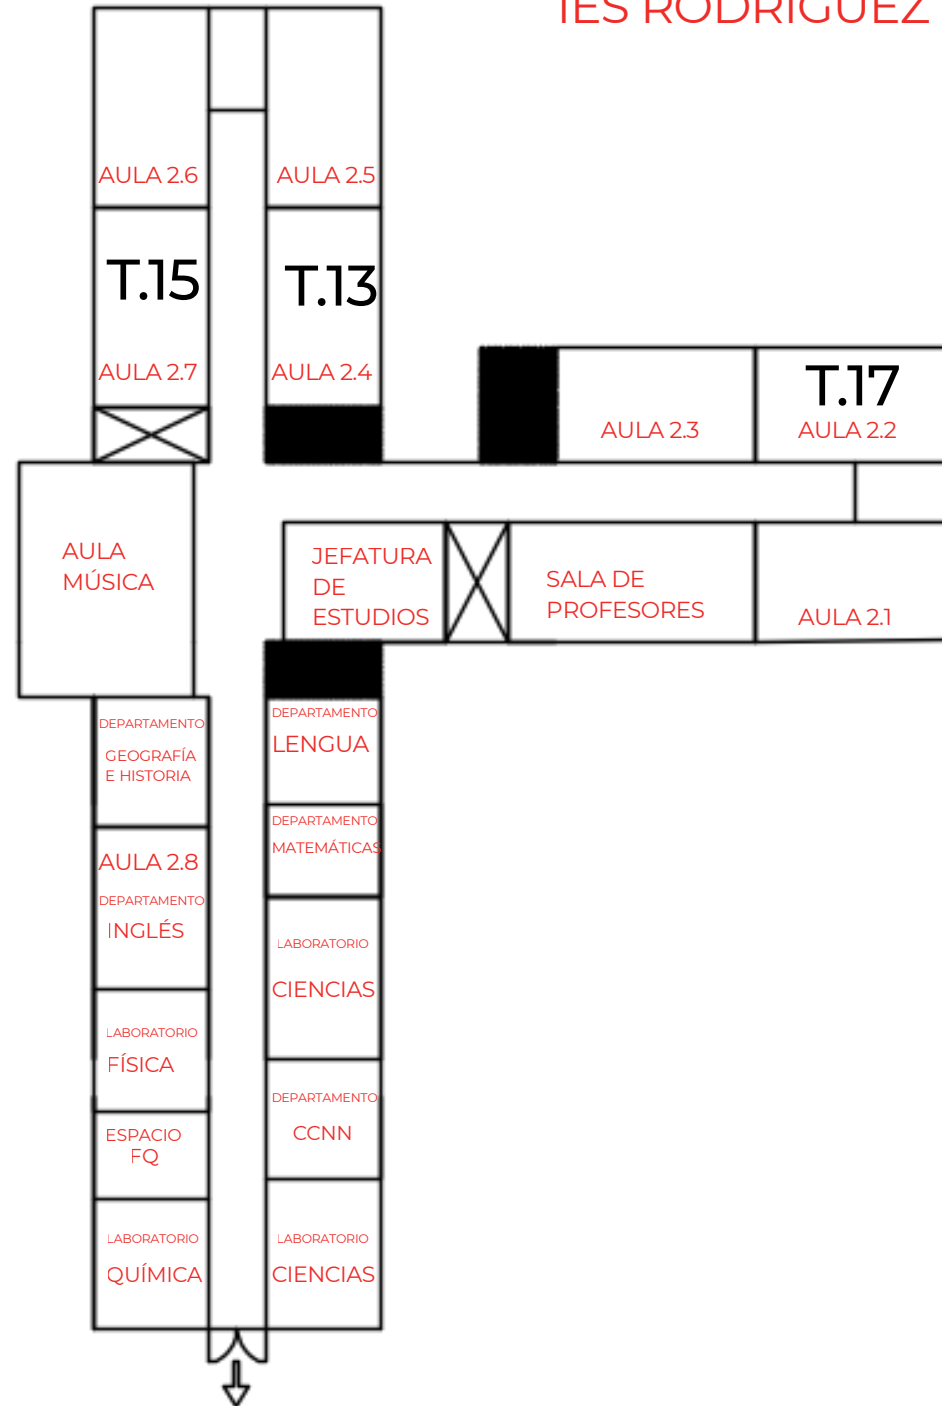 IES RODRÍGUEZ
AULA 2.6
AULA 2.5
T.15
T.13
AULA 2.7
AULA 2.4
T.17
AULA 2.3
AULA 2.2
AULA
MÚSICA
JEFATURA
DE
ESTUDIOS
SALA DE
PROFESORES
AULA 2.1
DEPARTAMENTO
GEOGRAFÍA
E HISTORIA
DEPARTAMENTO
LENGUA
DEPARTAMENTO
MATEMÁTICAS
AULA 2.8
DEPARTAMENTO
INGLÉS
LABORATORIO
CIENCIAS
LABORATORIO
FÍSICA
DEPARTAMENTO
CCNN
ESPACIO
FQ
LABORATORIO
QUÍMICA
LABORATORIO
CIENCIAS